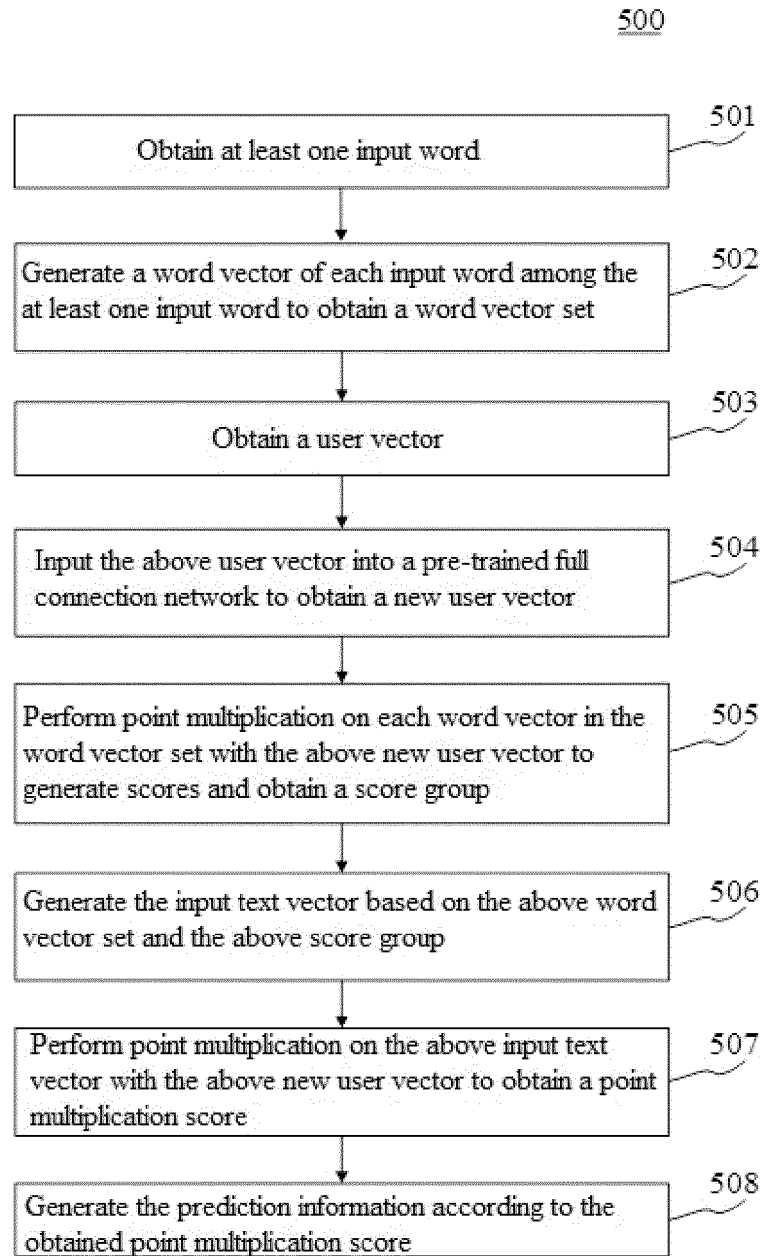 500
501
Obtain at least one input word
502
Generate a word vector of each input word among the
at least one input word to obtain a word vector set
503
Obtain a user vector
504
Input the above user vector into a pre-trained full
connection network to obtain a new user vector
505
Perform point multiplication on each word vector in the
word vector set with the above new user vector to
generate scores and obtain a score group
506
Generate the input text vector based on the above word
vector set and the above score group
507
Perform point multiplication on the above input text
vector with the above new user vector to obtain a point
multiplication score
508
Generate the prediction information according to the
obtained point multiplication score